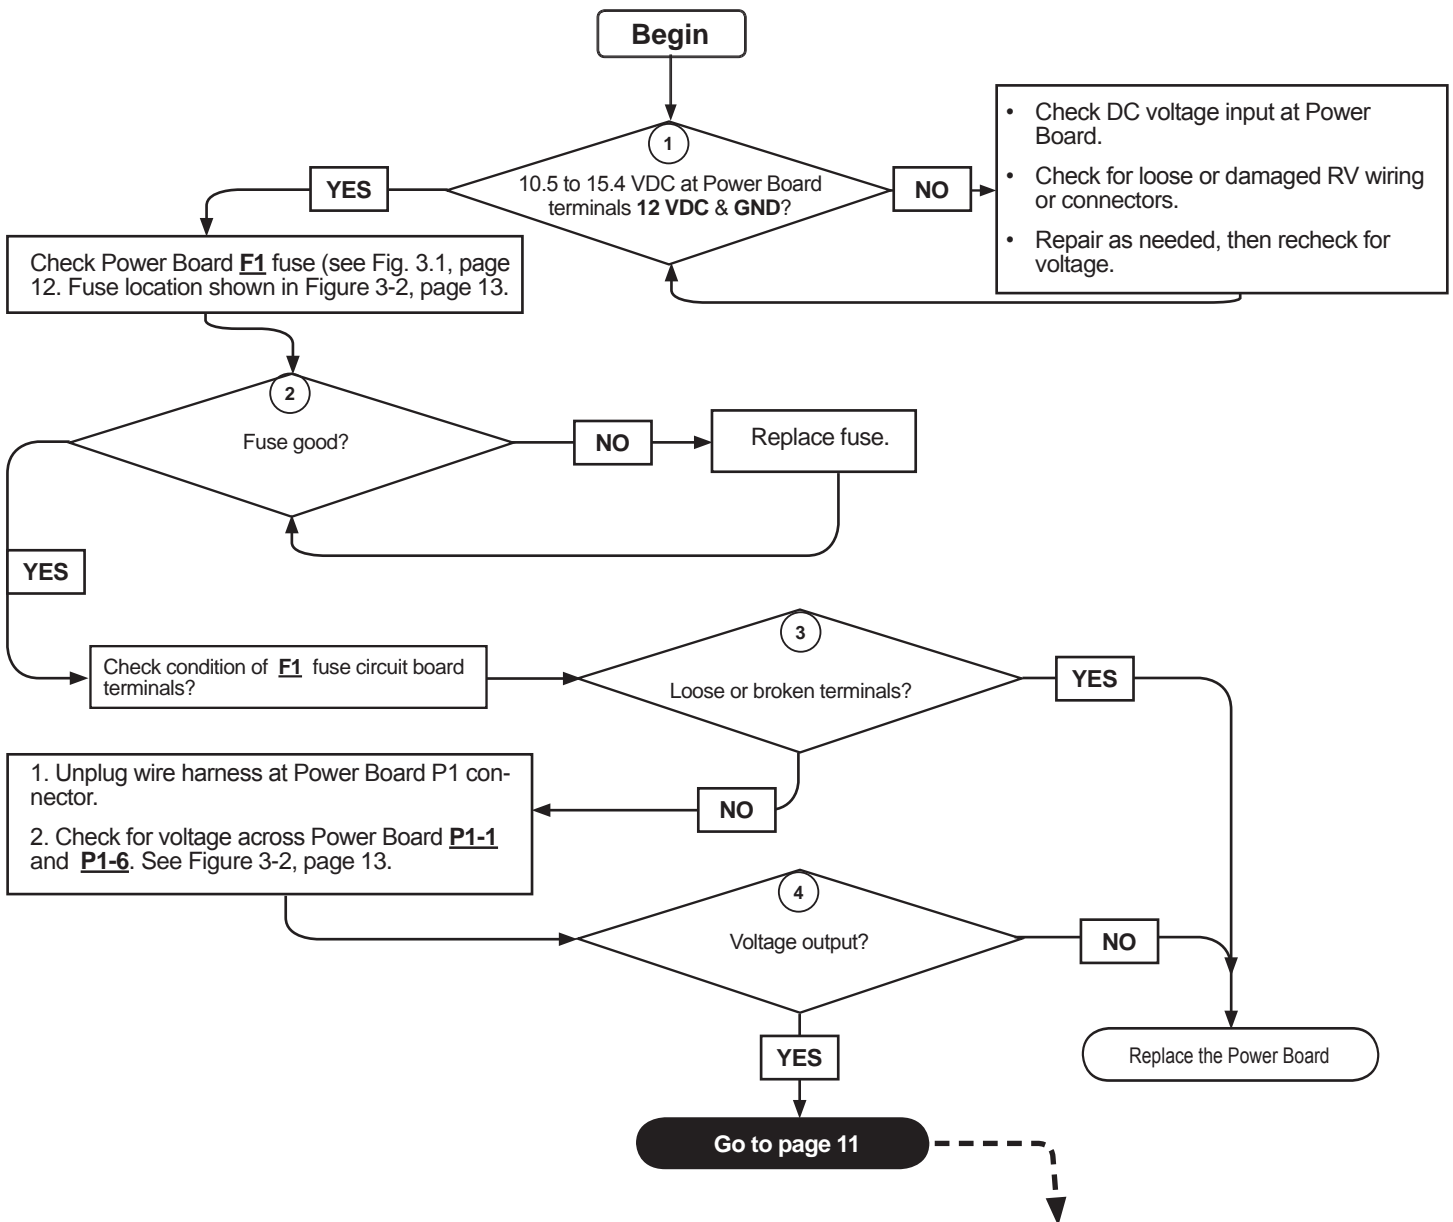 Begin
1
10.5 to 15.4 VDC at Power Board
terminals 12 VDC & GND?
YES
NO
• Check DC voltage input at Power
Board.
• Check for loose or damaged RV wiring
or connectors.
• Repair as needed, then recheck for
voltage.
Check Power Board F1 fuse (see Fig. 3.1, page
12. Fuse location shown in Figure 3-2, page 13.
2
Fuse good?
NO
Replace fuse.
YES
Check condition of F1 fuse circuit board
terminals?
3
Loose or broken terminals?
YES
NO
1. Unplug wire harness at Power Board P1 con-
nector.
2. Check for voltage across Power Board P1-1
and P1-6. See Figure 3-2, page 13.
4
Voltage output?
NO
YES
Replace the Power Board
Go to page 11